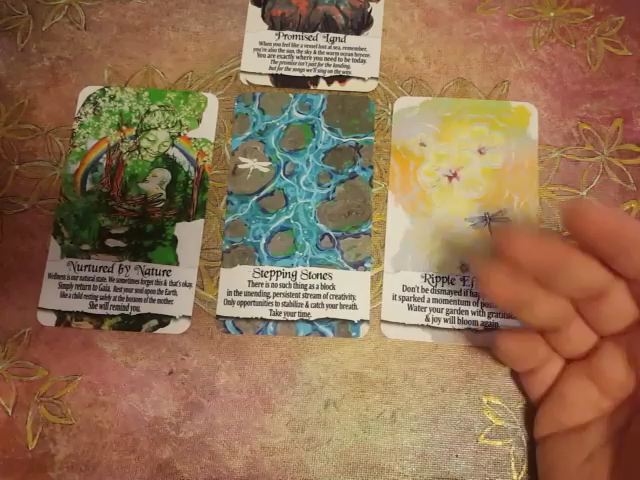 Promised Land
When you feel like a vessel lost at sea, remember,
you're also the sun, the sky & the warm ocean breeze.
You are exactly where you need to be today.
The promise isn't just for the landing,
but for the songs we'll sing on the way.
Nurtured by Nature
Wellness is our natural state. We sometimes forget this & that's okay.
Simply return to Gaia. Rest your soul upon the Earth,
like a child resting safely at the bosom of the mother.
She will remind you.
Stepping Stones
There is no such thing as a block
in the unending, persistent stream of creativity.
Only opportunities to stabilize & catch your breath.
Take your time.
Ripple
Don't be dismayed if
it sparked a momentum of
Water your garden with
& joy will bloom again.